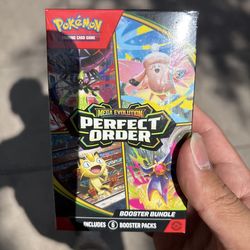 POKÉMON
TRADING CARD GAME
MEGA EVOLUTION
PERFECT
ORDER
BOOSTER BUNDLE
INCLUDES 6 BOOSTER PACKS